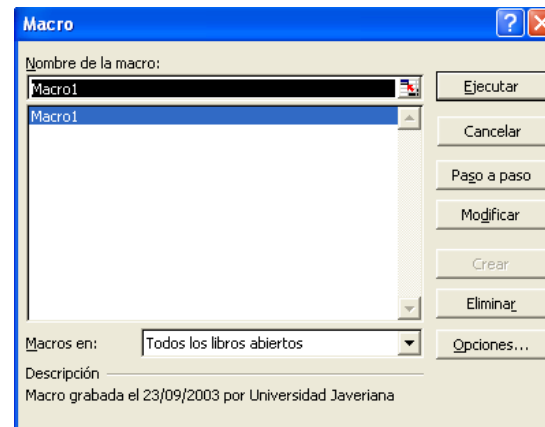 Macro
Nombre de la macro:
Macro1
Macro1
Ejecutar
Cancelar
Paso a paso
Modificar
Crear
Eliminar
Opciones...
Macros en:
Todos los libros abiertos
Descripción
Macro grabada el 23/09/2003 por Universidad Javeriana